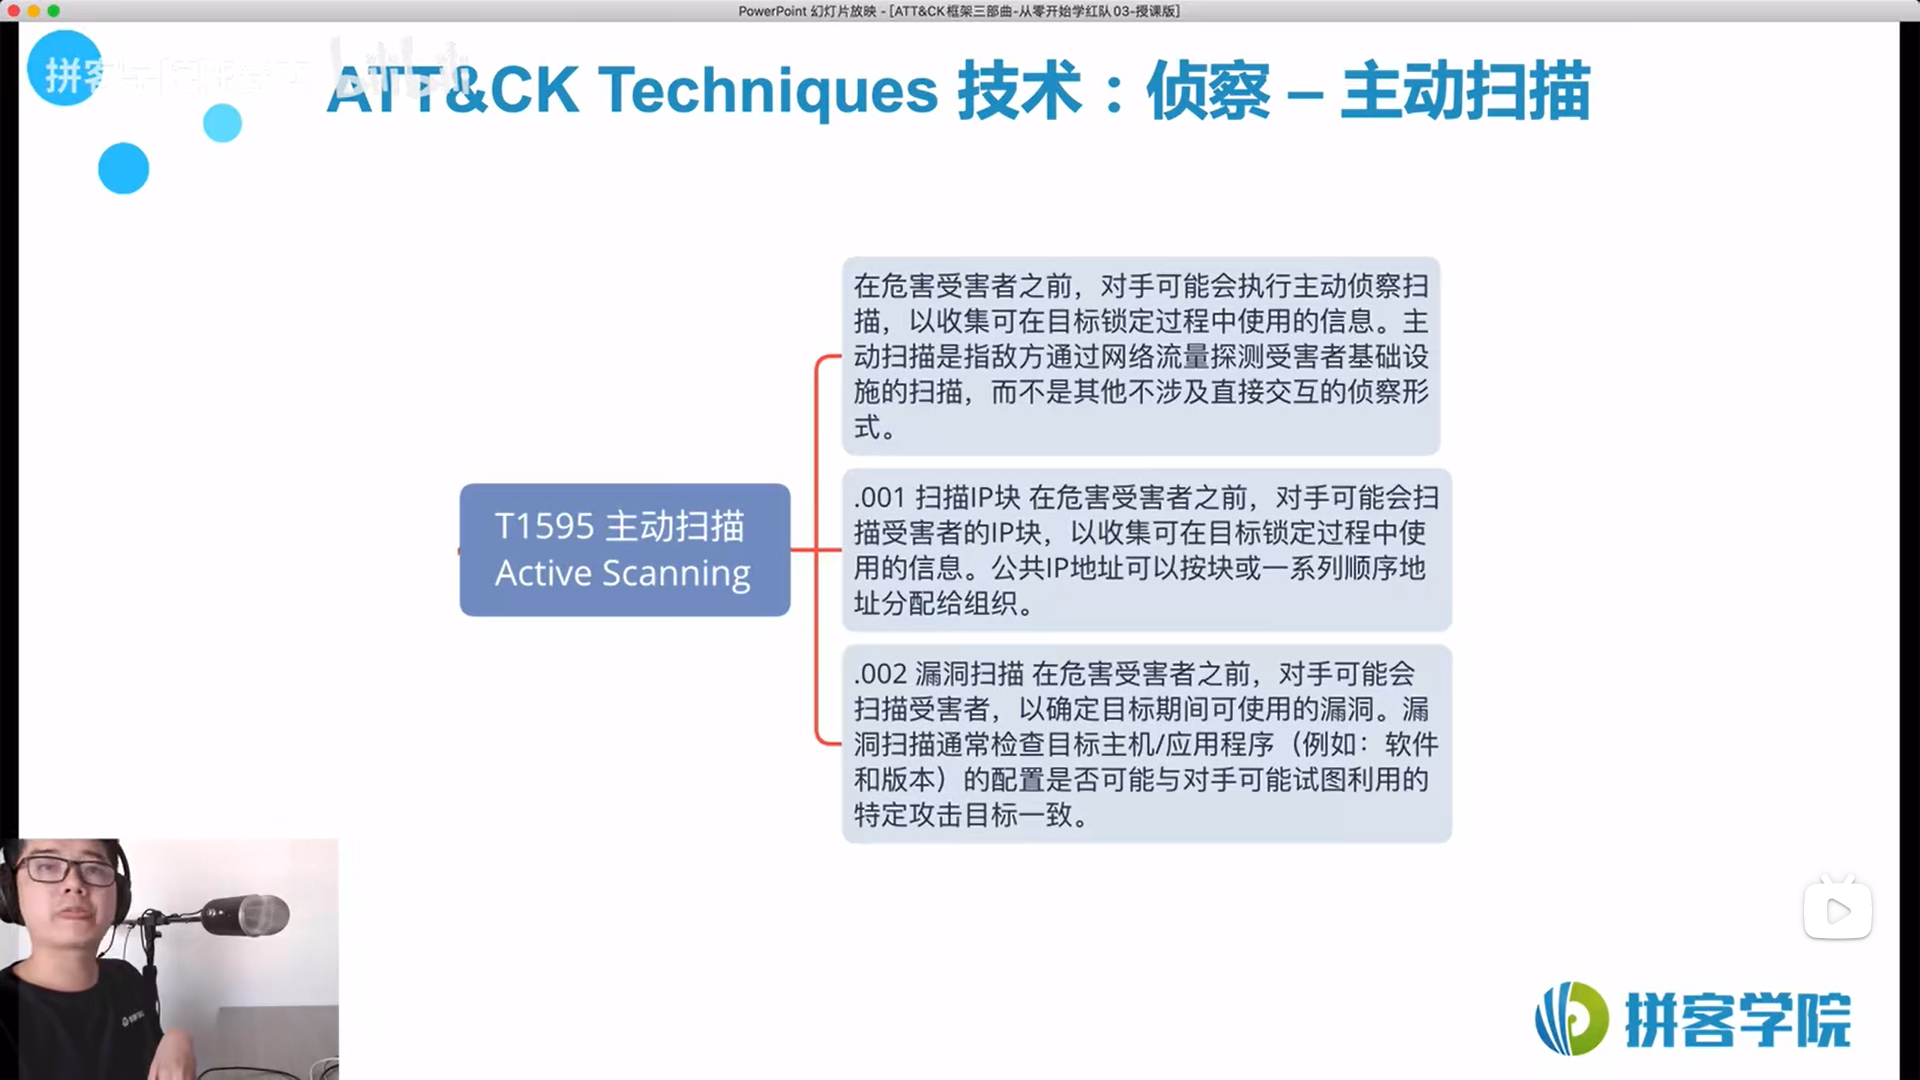 PowerPoint 幻灯片放映 - [ATT&CK框架三部曲-从零开始学红队03-授课版]
ATT&CK Techniques 技术：侦察 – 主动扫描
在危害受害者之前，对手可能会执行主动侦察扫
描，以收集可在目标锁定过程中使用的信息。主
动扫描是指敌方通过网络流量探测受害者基础设
施的扫描，而不是其他不涉及直接交互的侦察形
式。
T1595 主动扫描
Active Scanning
.001 扫描IP块 在危害受害者之前，对手可能会扫
描受害者的IP块，以收集可在目标锁定过程中使
用的信息。公共IP地址可以按块或一系列顺序地
址分配给组织。
.002 漏洞扫描 在危害受害者之前，对手可能会
扫描受害者，以确定目标期间可使用的漏洞。漏
洞扫描通常检查目标主机/应用程序（例如：软件
和版本）的配置是否可能与对手可能试图利用的
特定攻击目标一致。
拼客学院